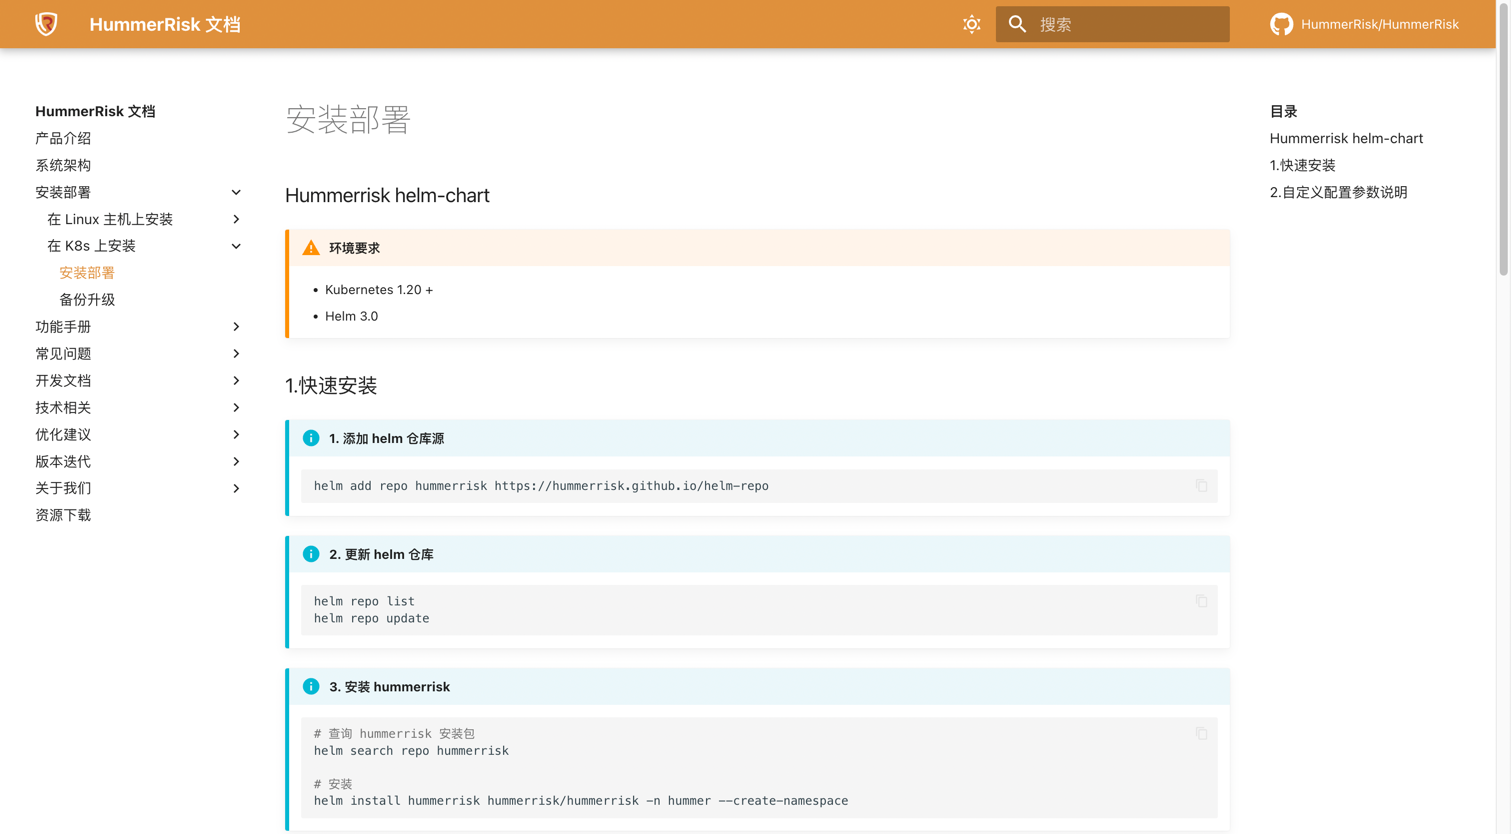 HummerRisk 文档
搜索
HummerRisk/HummerRisk
HummerRisk 文档
产品介绍
系统架构
安装部署
在 Linux 主机上安装
在 K8s 上安装
安装部署
备份升级
功能手册
常见问题
开发文档
技术相关
优化建议
版本迭代
关于我们
资源下载
安装部署
Hummerrisk helm-chart
环境要求
• Kubernetes 1.20 +
• Helm 3.0
1.快速安装
1. 添加 helm 仓库源
helm add repo hummerrisk https://hummerrisk.github.io/helm-repo
2. 更新 helm 仓库
helm repo list
helm repo update
3. 安装 hummerrisk
# 查询 hummerrisk 安装包
helm search repo hummerrisk
# 安装
helm install hummerrisk hummerrisk/hummerrisk -n hummer --create-namespace
目录
Hummerrisk helm-chart
1.快速安装
2.自定义配置参数说明